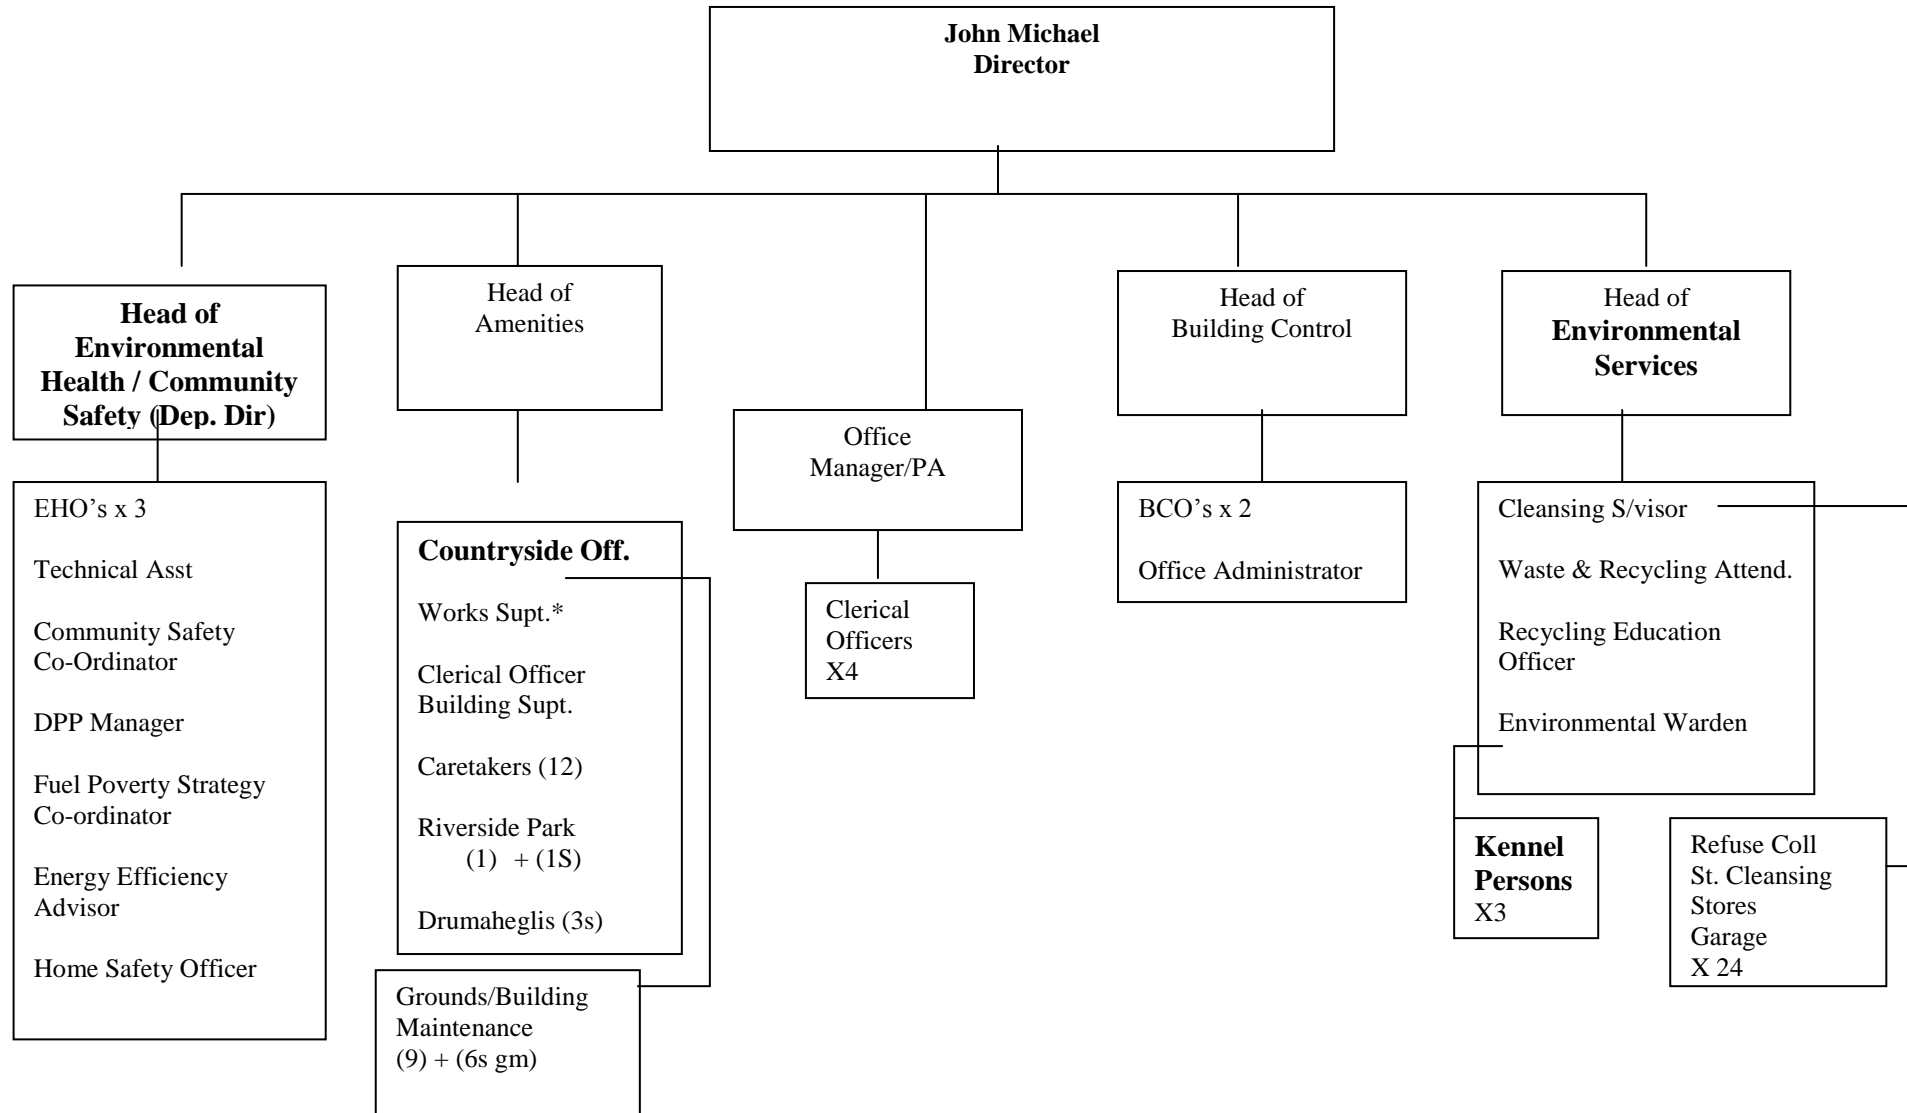 John Michael
Director
Head of
Environmental
Health / Community
Safety (Dep. Dir)
Head of
Amenities
Office
Manager/PA
Head of
Building Control
Head of
Environmental
Services
EHO’s x 3
Technical Asst
Community Safety
Co-Ordinator
DPP Manager
Fuel Poverty Strategy
Co-ordinator
Energy Efficiency
Advisor
Home Safety Officer
Countryside Off.
Works Supt.*
Clerical Officer
Building Supt.
Caretakers (12)
Riverside Park
(1) + (1S)
Drumaheglis (3s)
Grounds/Building
Maintenance
(9) + (6s gm)
Clerical
Officers
X4
BCO’s x 2
Office Administrator
Cleansing S/visor
Waste & Recycling Attend.
Recycling Education
Officer
Environmental Warden
Kennel
Persons
X3
Refuse Coll
St. Cleansing
Stores
Garage
X 24